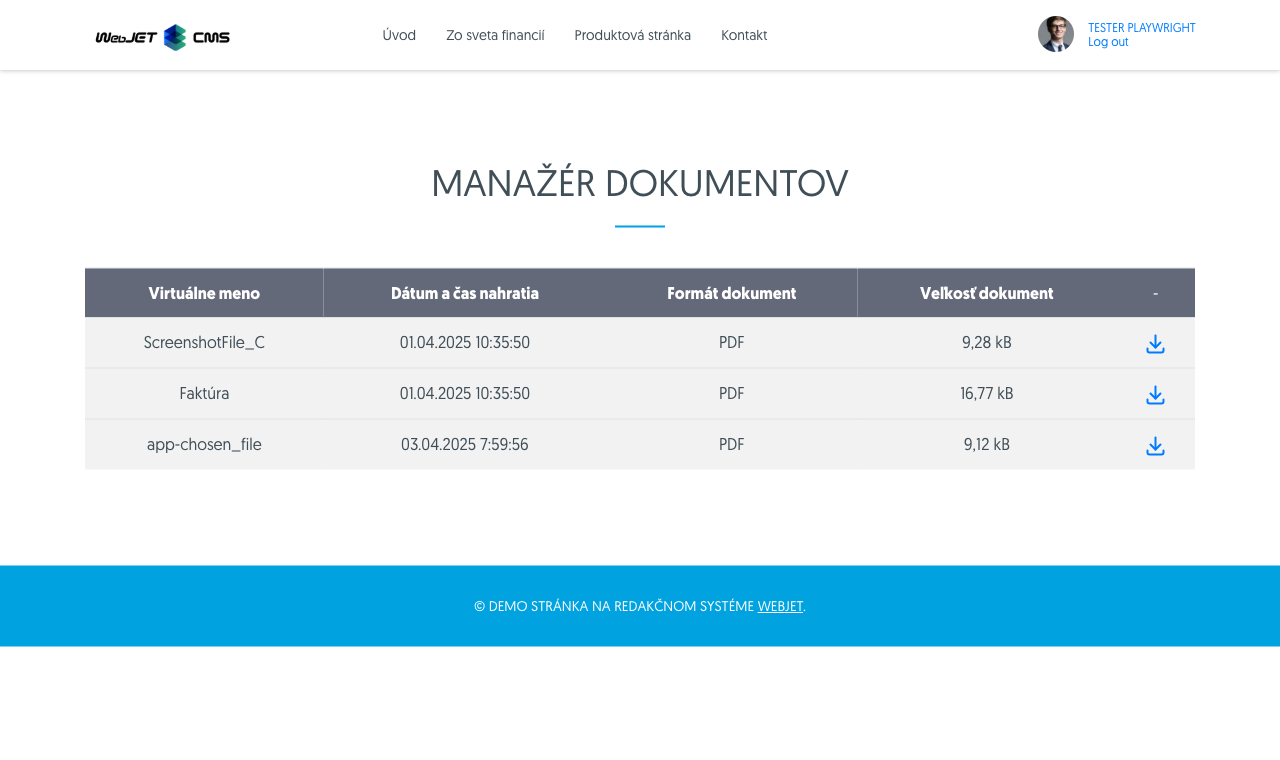 WebJET CMS
Úvod
Zo sveta financií
Produktová stránka
Kontakt
TESTER PLAYWRIGHT
Log out
MANAŽÉR DOKUMENTOV
Virtuálne meno Dátum a čas nahratia Formát dokument Veľkosť dokument -
ScreenshotFile_C 01.04.2025 10:35:50 PDF 9,28 kB
Faktúra 01.04.2025 10:35:50 PDF 16,77 kB
app-chosen_file 03.04.2025 7:59:56 PDF 9,12 kB
© DEMO STRÁNKA NA REDAKČNOM SYSTÉME WEBJET.